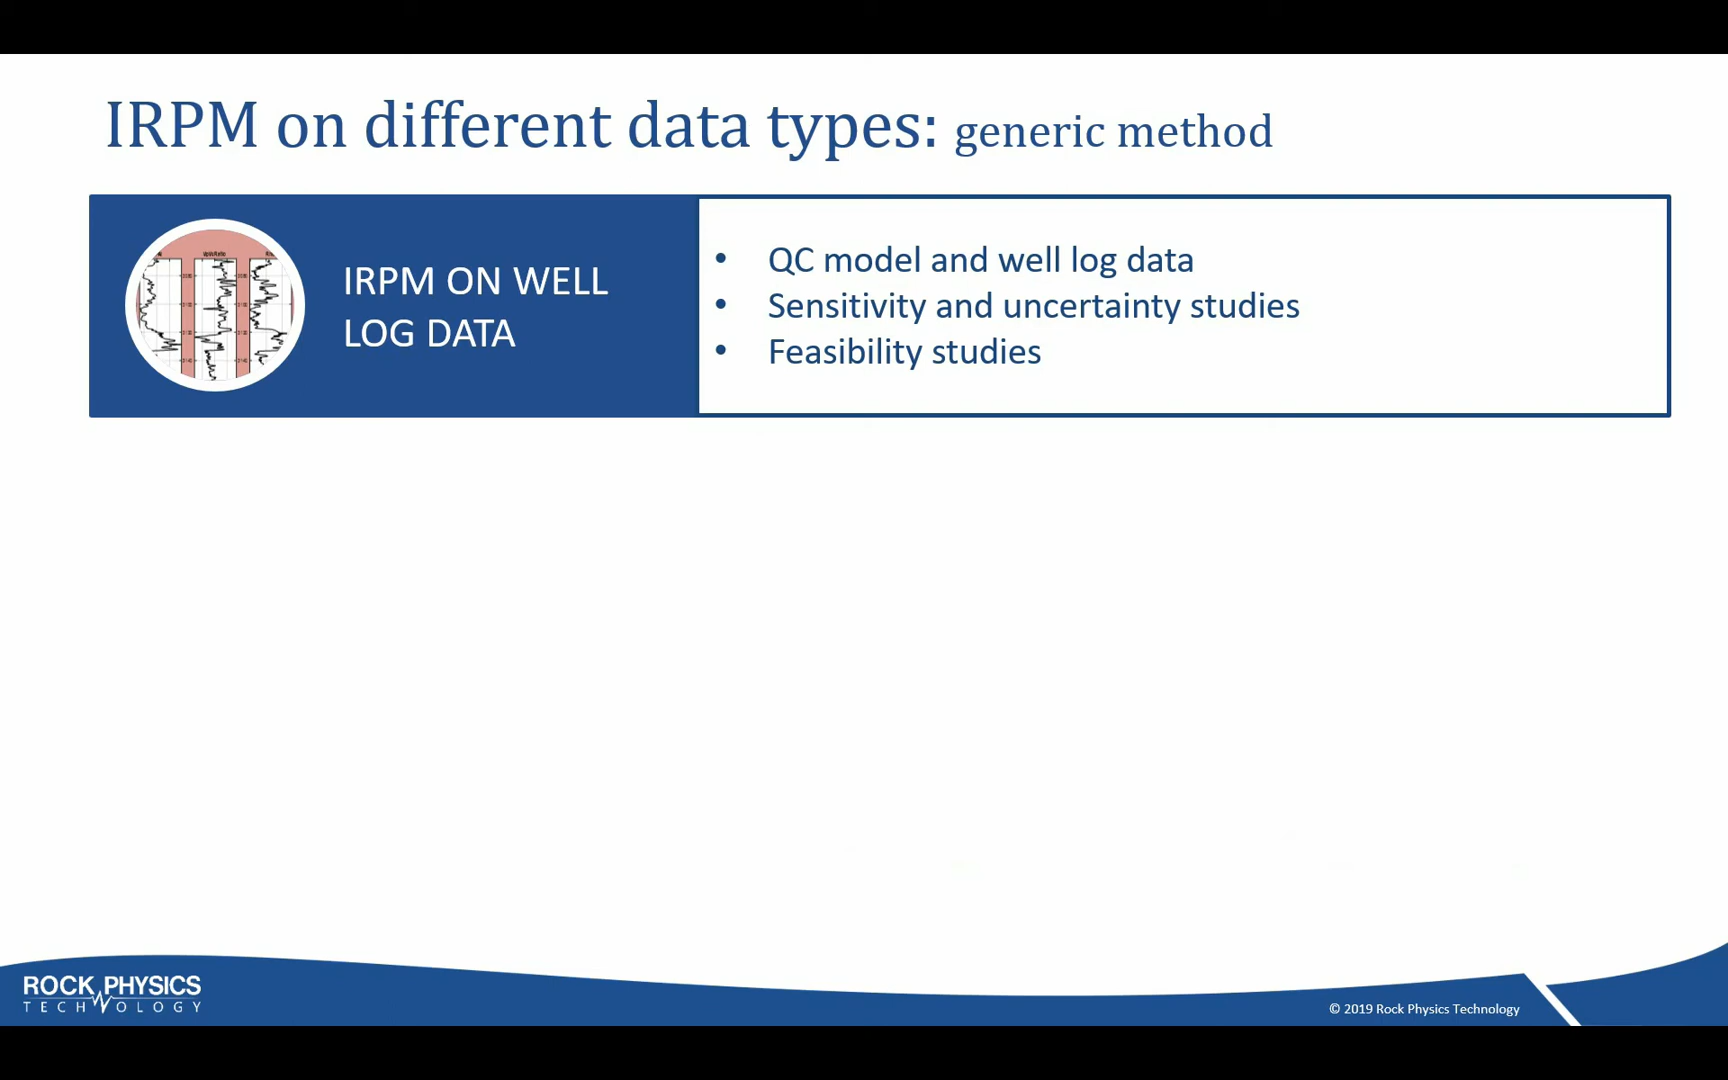 IRPM on different data types: generic method
IRPM ON WELL
LOG DATA
• QC model and well log data
• Sensitivity and uncertainty studies
• Feasibility studies
ROCK PHYSICS
TECHNOLOGY
© 2019 Rock Physics Technology